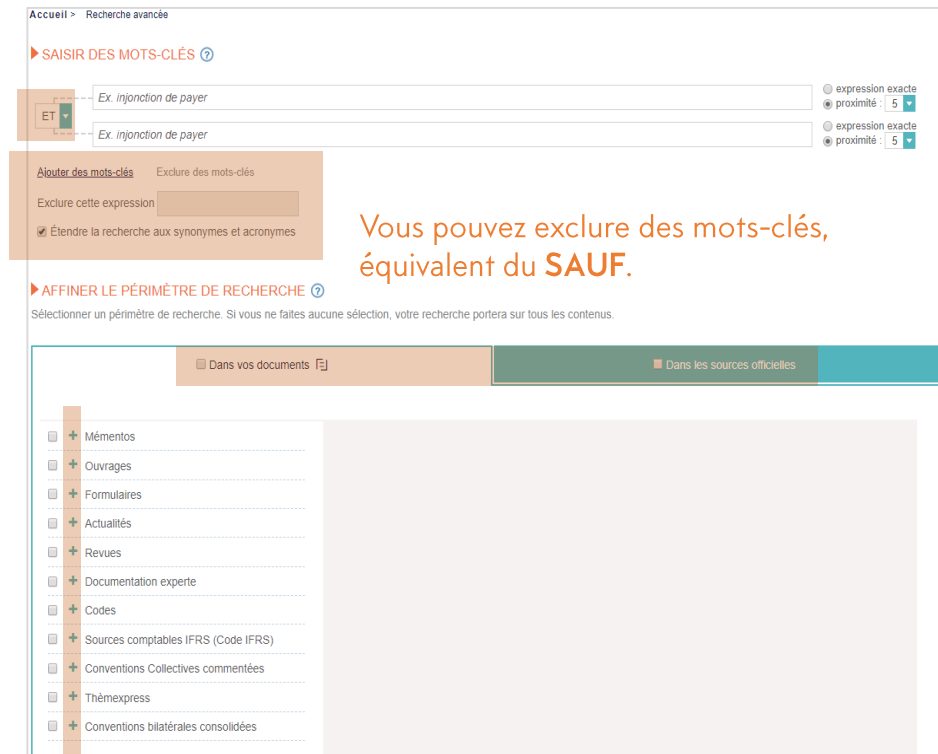 Accueil > Recherche avancée
SAISIR DES MOTS-CLÉS ?
Ex. injonction de payer
expression exacte
proximité : 5
ET
Ex. injonction de payer
expression exacte
proximité : 5
Ajouter des mots-clés Exclure des mots-clés
Exclure cette expression
Étendre la recherche aux synonymes et acronymes
Vous pouvez exclure des mots-clés,
équivalent du SAUF.
AFFINER LE PÉRIMÈTRE DE RECHERCHE ?
Sélectionner un périmètre de recherche. Si vous ne faites aucune sélection, votre recherche portera sur tous les contenus.
Dans vos documents Dans les sources officielles
+ Mémentos
+ Ouvrages
+ Formulaires
+ Actualités
+ Revues
+ Documentation experte
+ Codes
+ Sources comptables IFRS (Code IFRS)
+ Conventions Collectives commentées
+ Thèmexpress
+ Conventions bilatérales consolidées